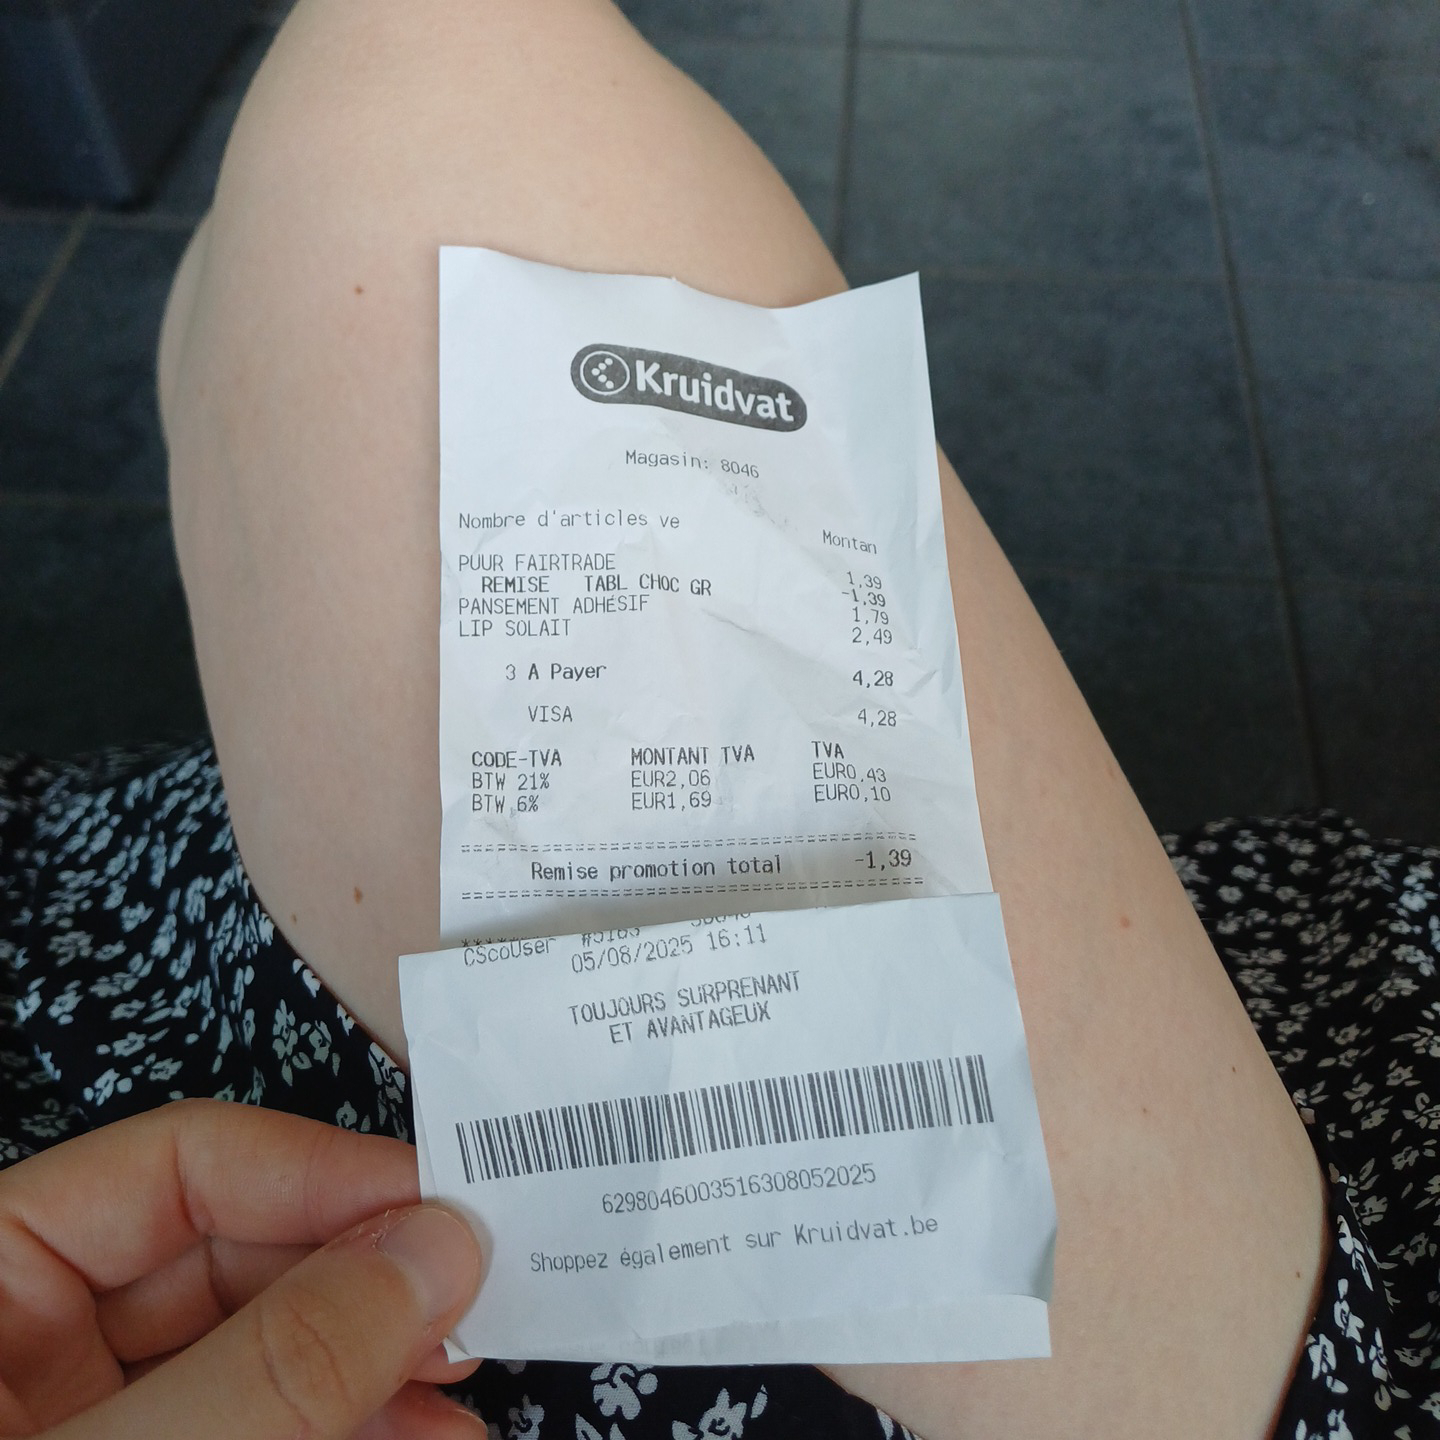 Kruidvat
Magasin: 8046
Nombre d'articles ve Montan
PUUR FAIRTRADE 1,39
REMISE TABL CHOC GR -1,39
PANSEMENT ADHÉSIF 1,79
LIP SOLAIT 2,49
3 A Payer 4,28
VISA 4,28
CODE-TVA MONTANT TVA TVA
BTW 21% EUR2,06 EUR0,43
BTW 6% EUR1,69 EUR0,10
Remise promotion total -1,39
CScoUser
05/08/2025 16:11
TOUJOURS SURPRENANT
ET AVANTAGEUX
6298046003516308052025
Shoppez également sur Kruidvat.be